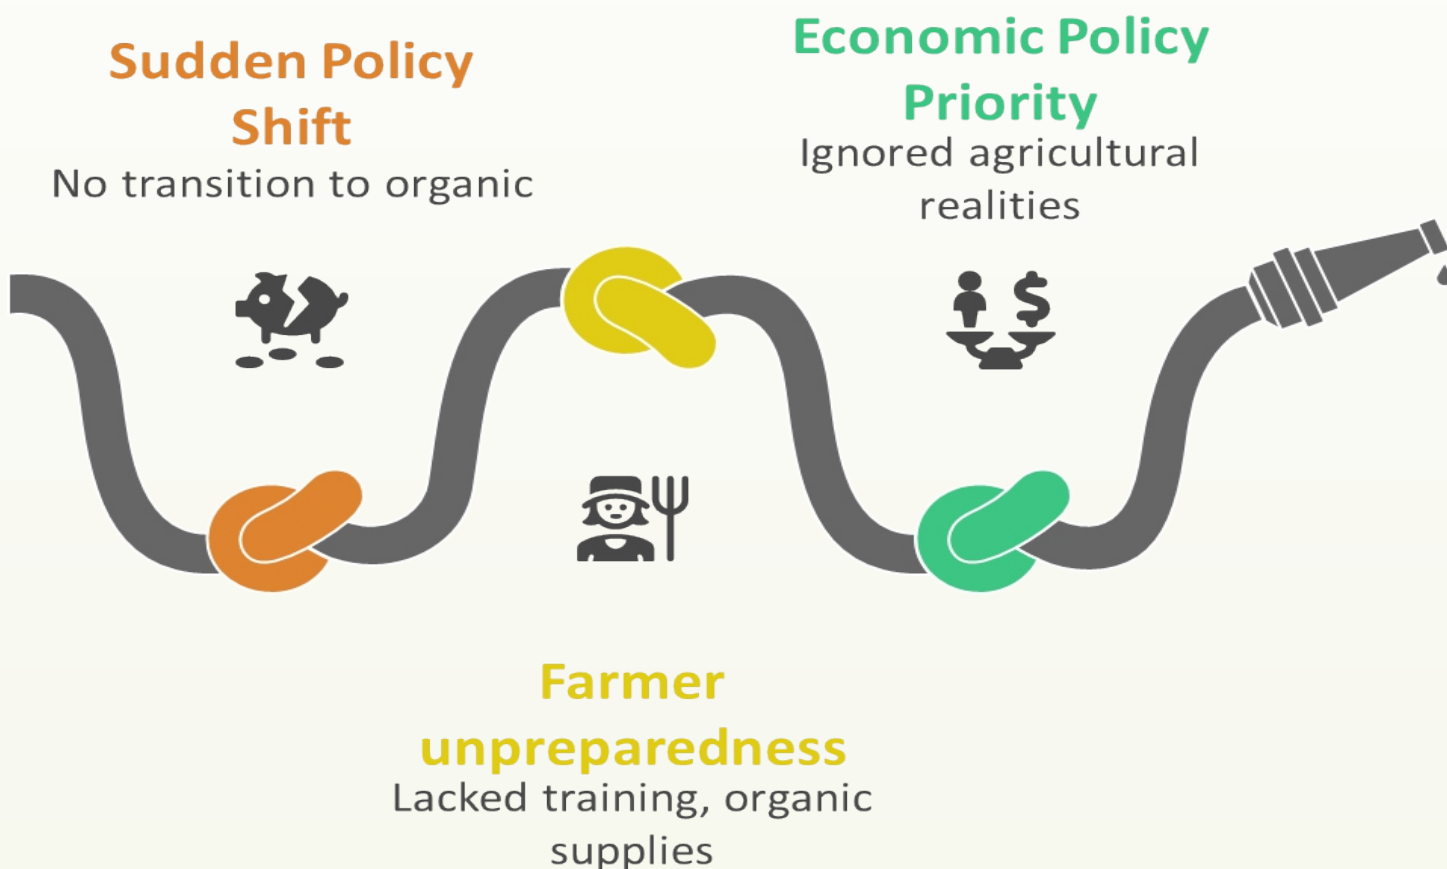 Sudden Policy
Shift
No transition to organic
Economic Policy
Priority
Ignored agricultural
realities
$
Farmer
unpreparedness
Lacked training, organic
supplies